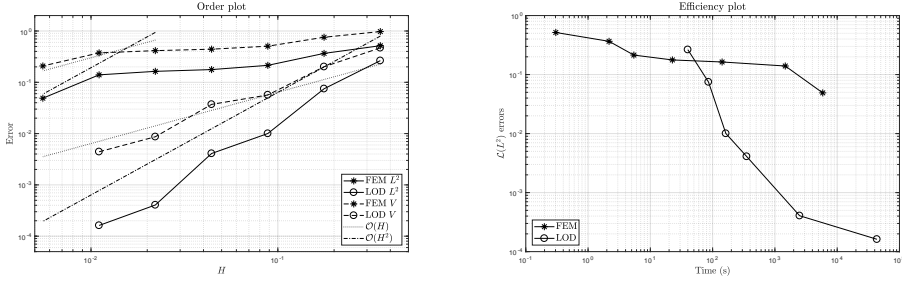 Order plot
10⁰
10⁻¹
10⁻²
10⁻³
10⁻⁴
Error
10⁻²
10⁻¹
H
FEM L²
LOD L²
FEM V
LOD V
O(H)
O(H²)
Efficiency plot
10⁰
10⁻¹
10⁻²
10⁻³
10⁻⁴
L(L²) errors
10⁻¹
10⁰
10¹
10²
10³
10⁴
10⁵
Time (s)
FEM
LOD